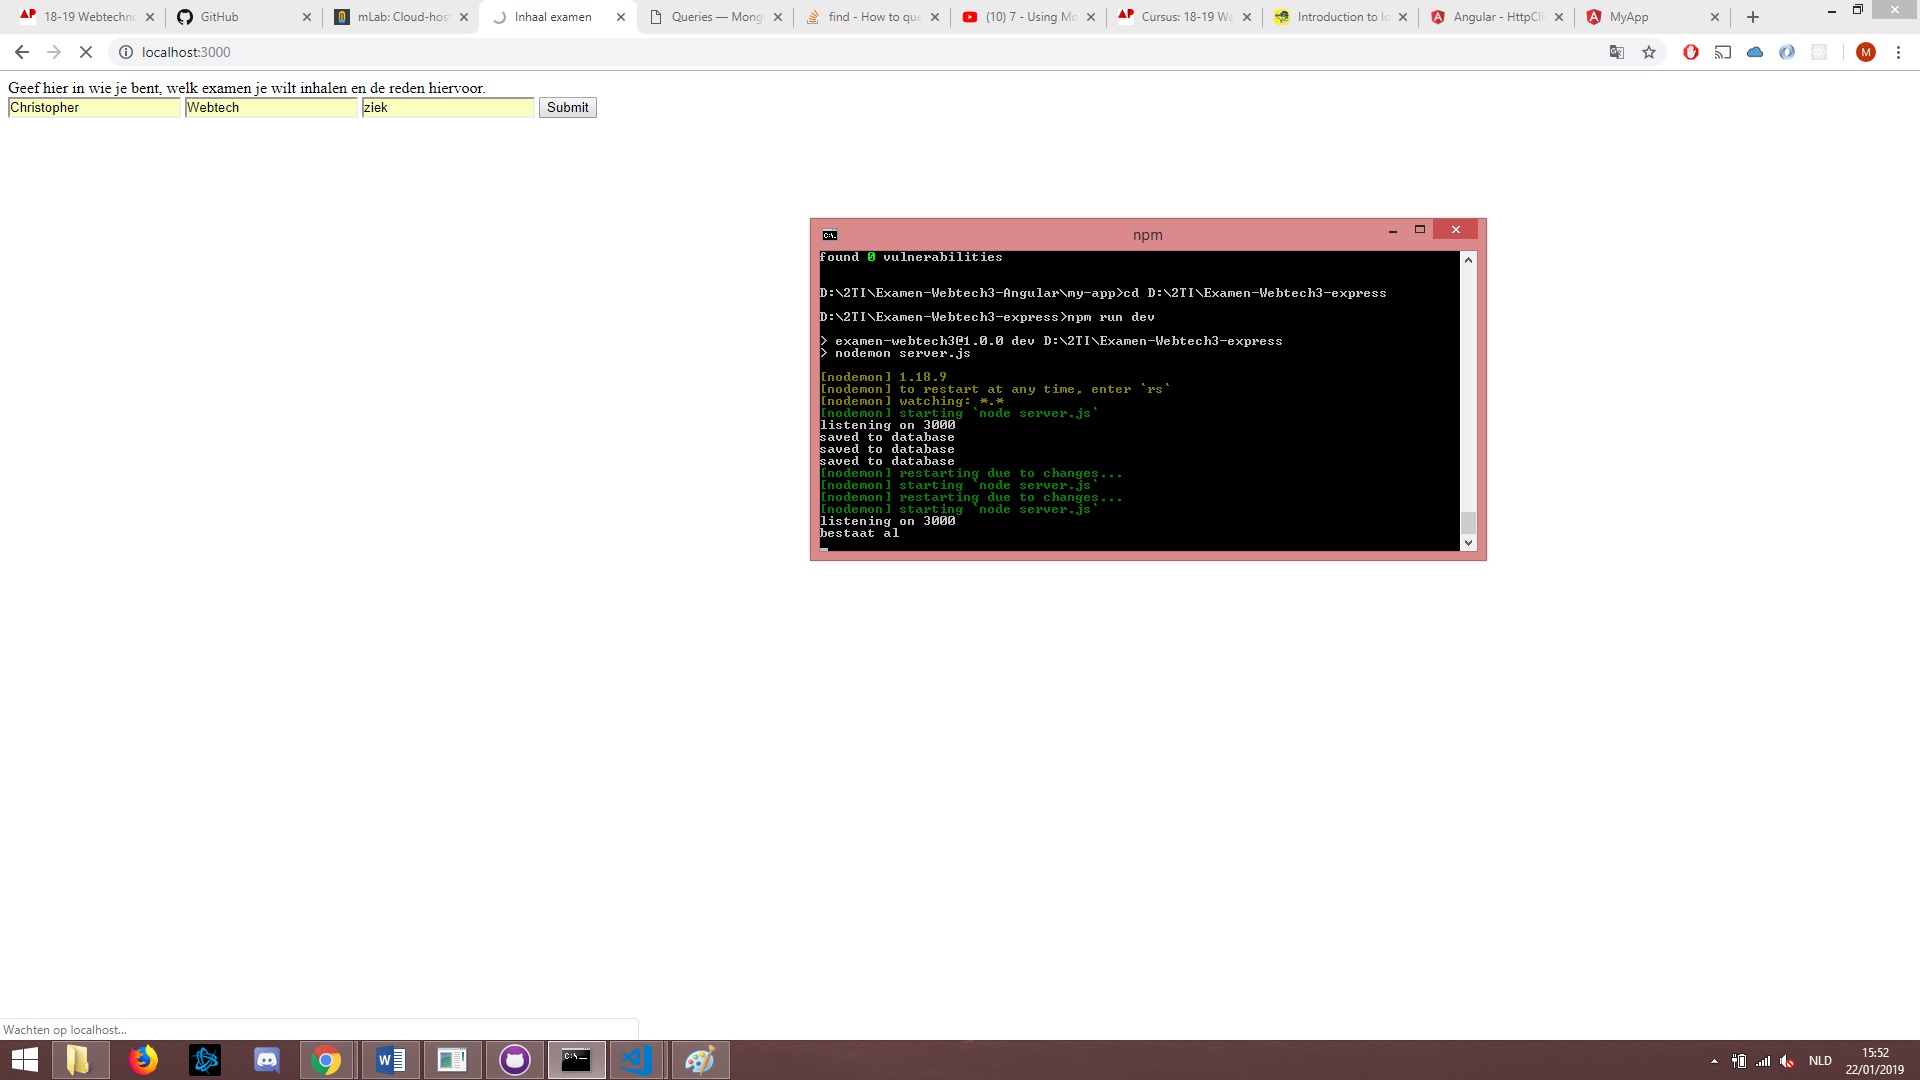 18-19 Webtechno
GitHub
mLab: Cloud-host
Inhaal examen
Queries — Mong
find - How to que
(10) 7 - Using Mo
Cursus: 18-19 We
Introduction to lo
Angular - HttpCli
MyApp
localhost:3000
M
Geef hier in wie je bent, welk examen je wilt inhalen en de reden hiervoor.
Christopher Webtech ziek Submit
npm
found 0 vulnerabilities
D:\2TI\Examen-Webtech3-Angular\my-app>cd D:\2TI\Examen-Webtech3-express
D:\2TI\Examen-Webtech3-express>npm run dev
> examen-webtech3@1.0.0 dev D:\2TI\Examen-Webtech3-express
> nodemon server.js
[nodemon] 1.18.9
[nodemon] to restart at any time, enter `rs`
[nodemon] watching: *.*
[nodemon] starting `node server.js`
listening on 3000
saved to database
saved to database
saved to database
[nodemon] restarting due to changes...
[nodemon] starting `node server.js`
[nodemon] restarting due to changes...
[nodemon] starting `node server.js`
listening on 3000
bestaat al
Wachten op localhost...
NLD
15:52
22/01/2019